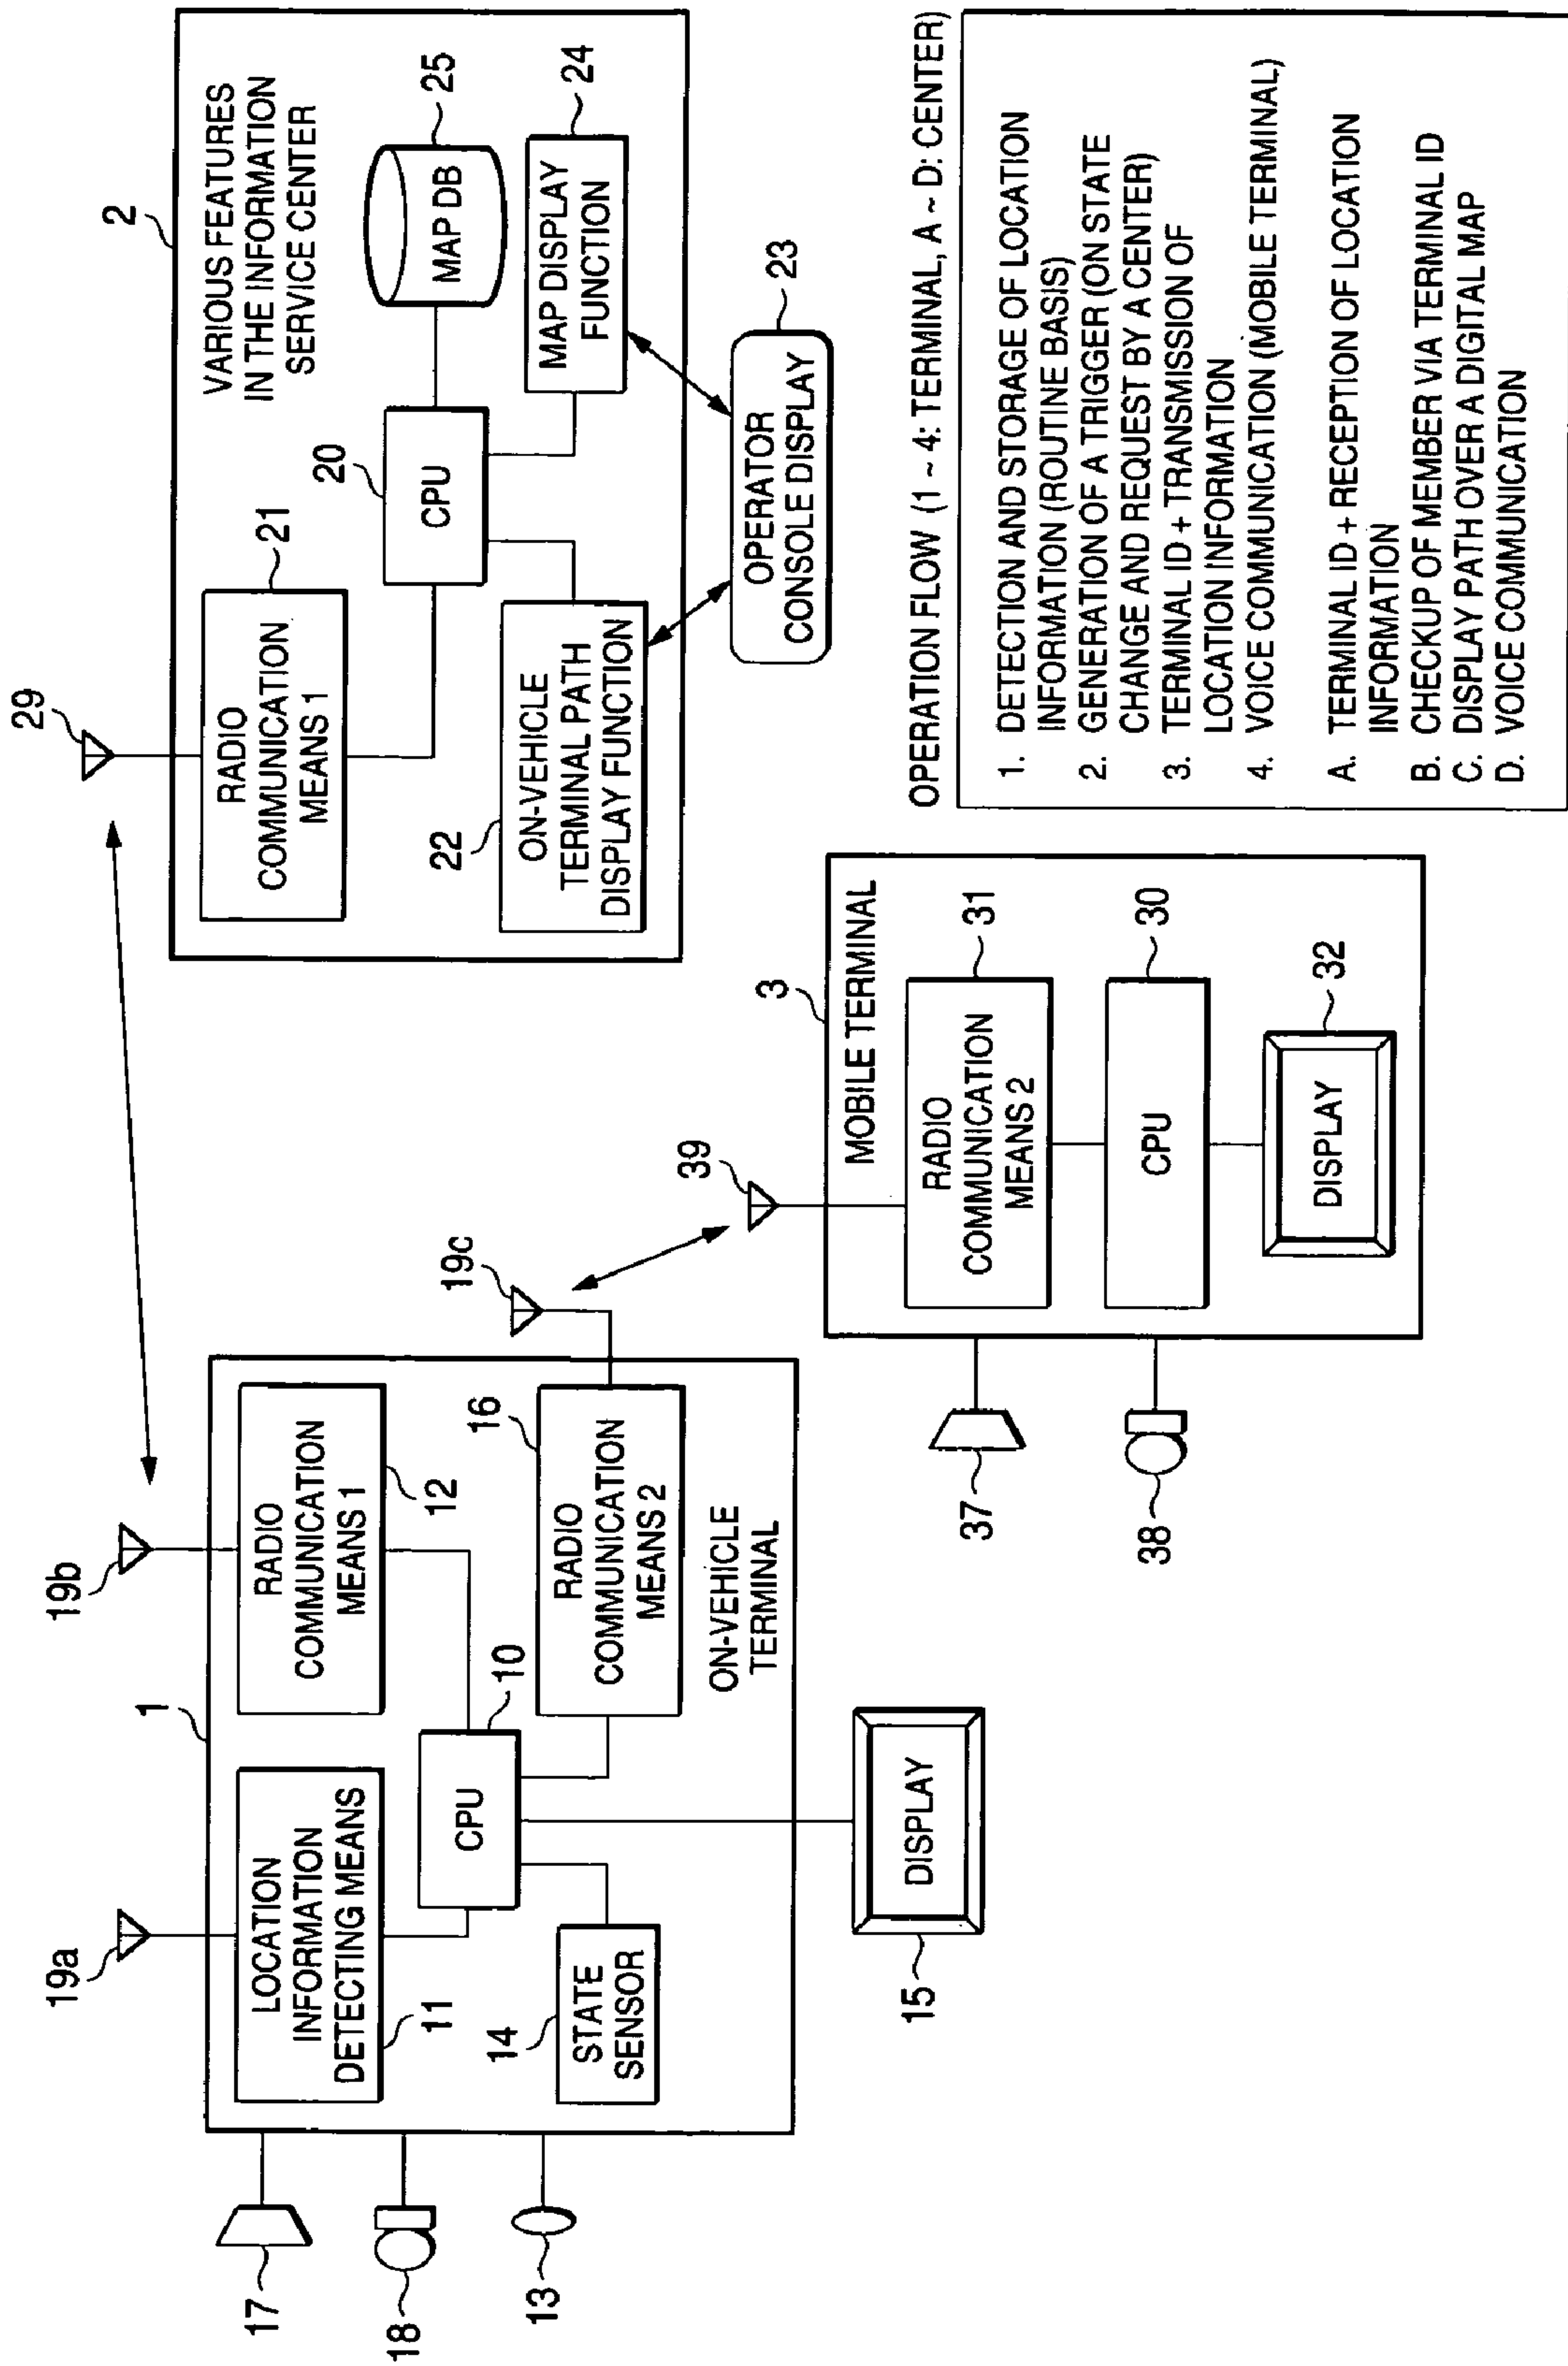 1
19a
19b
LOCATION
INFORMATION
DETECTING MEANS
11
RADIO
COMMUNICATION
MEANS 1
12
CPU
10
STATE
SENSOR
14
RADIO
COMMUNICATION
MEANS 2
16
19c
ON-VEHICLE
TERMINAL
17
18
13
DISPLAY
15
2
29
VARIOUS FEATURES
IN THE INFORMATION
SERVICE CENTER
RADIO
COMMUNICATION
MEANS 1
21
CPU
20
MAP DB
25
ON-VEHICLE
TERMINAL PATH
DISPLAY FUNCTION
22
MAP DISPLAY
FUNCTION
24
OPERATOR
CONSOLE DISPLAY
23
39
3
MOBILE TERMINAL
RADIO
COMMUNICATION
MEANS 2
31
CPU
30
DISPLAY
32
37
38
OPERATION FLOW (1 ~ 4: TERMINAL, A ~ D: CENTER)
1. DETECTION AND STORAGE OF LOCATION
INFORMATION (ROUTINE BASIS)
2. GENERATION OF A TRIGGER (ON STATE
CHANGE AND REQUEST BY A CENTER)
3. TERMINAL ID + TRANSMISSION OF
LOCATION INFORMATION
4. VOICE COMMUNICATION (MOBILE TERMINAL)
A. TERMINAL ID + RECEPTION OF LOCATION
INFORMATION
B. CHECKUP OF MEMBER VIA TERMINAL ID
C. DISPLAY PATH OVER A DIGITAL MAP
D. VOICE COMMUNICATION